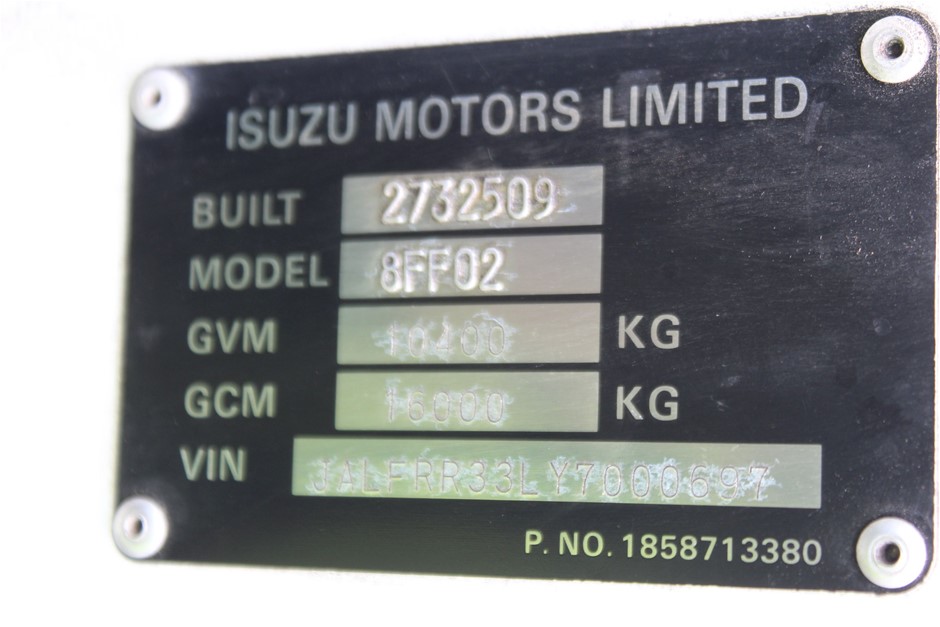 ISUZU MOTORS LIMITED
BUILT 2732509
MODEL 8FF02
GVM 10400 KG
GCM 16000 KG
VIN JALFRR33LY7000697
P. NO. 1858713380